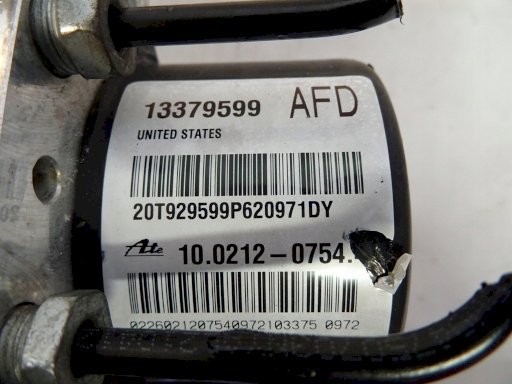 13379599 AFD
UNITED STATES
20T929599P620971DY
Ate 10.0212-0754.
0226021207540972103375 0972